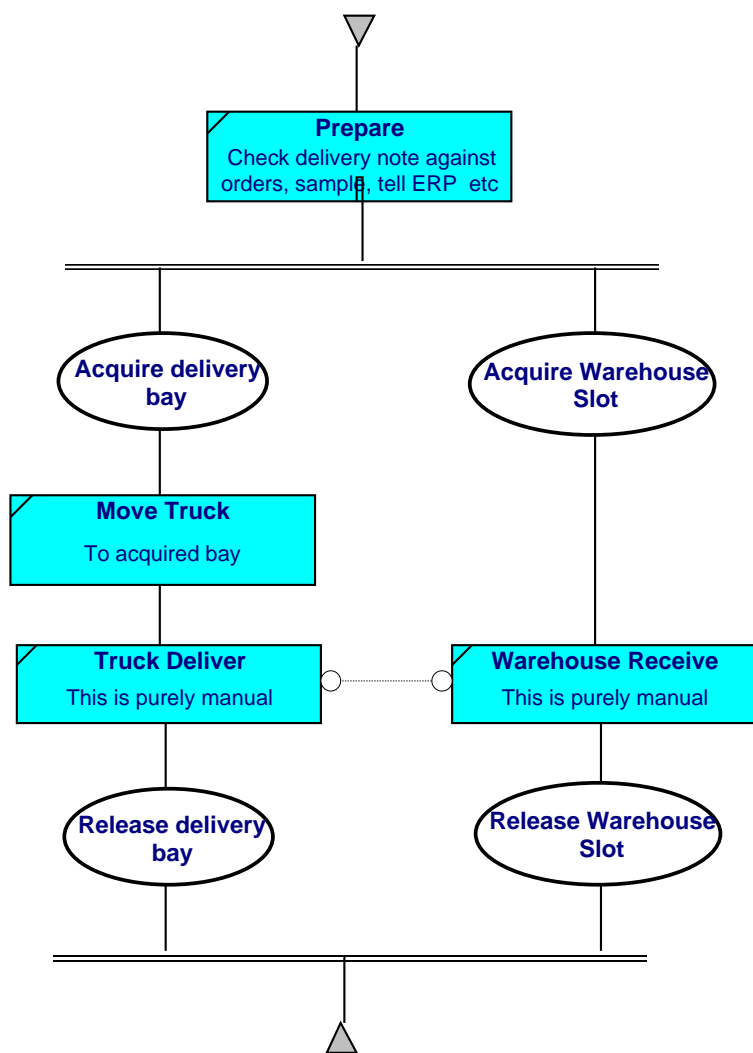 Prepare
Check delivery note against
orders, sample, tell ERP etc
Acquire delivery
bay
Acquire Warehouse
Slot
Move Truck
To acquired bay
Truck Deliver
This is purely manual
Warehouse Receive
This is purely manual
Release delivery
bay
Release Warehouse
Slot